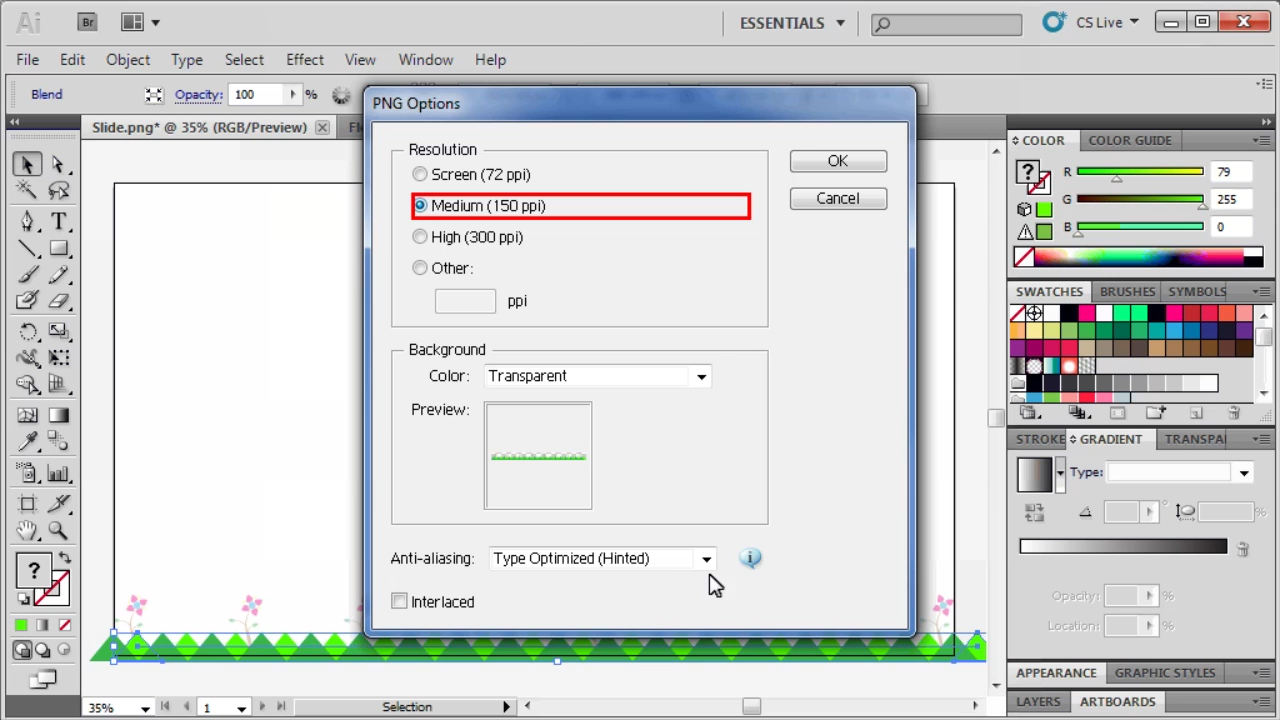 Ai
Br
ESSENTIALS
CS Live
File Edit Object Type Select Effect View Window Help
Blend
Opacity: 100 %
PNG Options
Slide.png* @ 35% (RGB/Preview)
Resolution
Screen (72 ppi)
Medium (150 ppi)
High (300 ppi)
Other:
ppi
OK
Cancel
Background
Color: Transparent
Preview:
Anti-aliasing: Type Optimized (Hinted)
i
Interlaced
COLOR COLOR GUIDE
?
R 79
G 255
B 0
SWATCHES BRUSHES SYMBOLS
STROKE GRADIENT TRANSPA
Type:
°
%
Opacity: %
Location: %
APPEARANCE GRAPHIC STYLES
LAYERS ARTBOARDS
T
?
35% 1 Selection